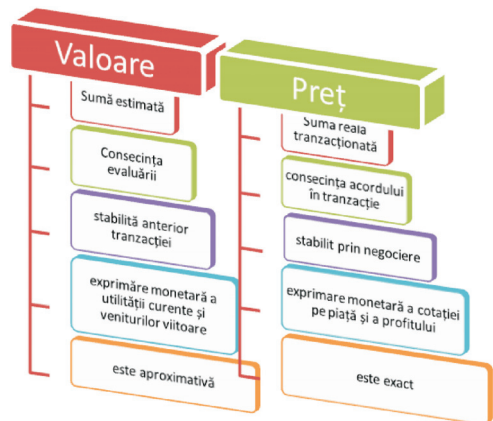 Valoare
Sumă estimată
Consecința
evaluării
stabilită anterior
tranzacției
exprimare monetară a
utilității curente și
veniturilor viitoare
este aproximativă
Preț
Suma reală
tranzacționată
consecința acordului
în tranzacție
stabilit prin negociere
exprimare monetară a cotației
pe piață și a profitului
este exact